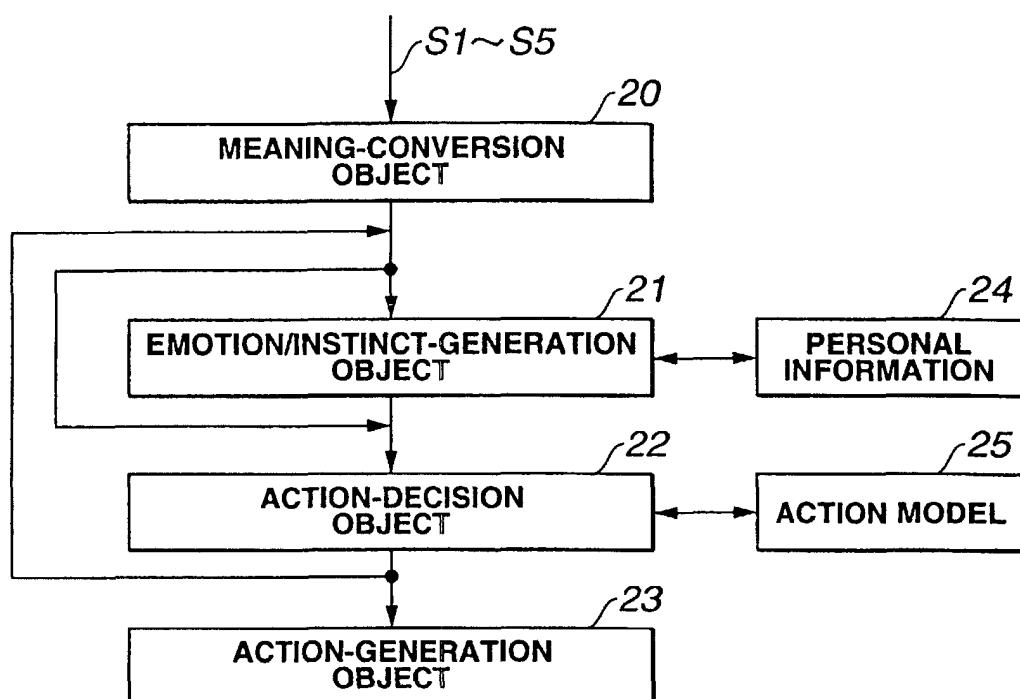 S1~S5
20
MEANING-CONVERSION
OBJECT
21
EMOTION/INSTINCT-GENERATION
OBJECT
24
PERSONAL
INFORMATION
22
ACTION-DECISION
OBJECT
25
ACTION MODEL
23
ACTION-GENERATION
OBJECT